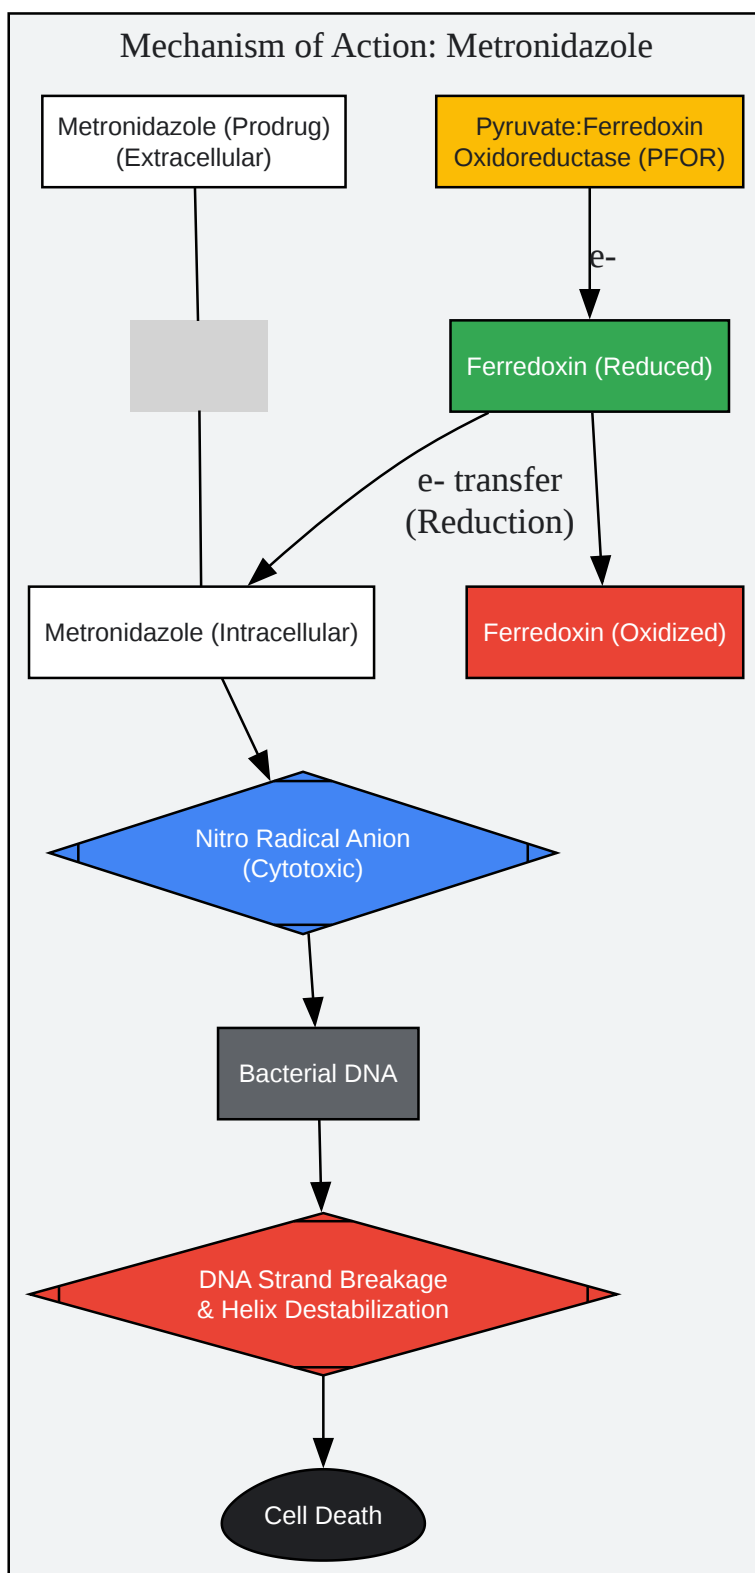 Mechanism of Action: Metronidazole
Metronidazole (Prodrug)
(Extracellular)
Pyruvate:Ferredoxin
Oxidoreductase (PFOR)
e-
Ferredoxin (Reduced)
e- transfer
(Reduction)
Metronidazole (Intracellular)
Ferredoxin (Oxidized)
Nitro Radical Anion
(Cytotoxic)
Bacterial DNA
DNA Strand Breakage
& Helix Destabilization
Cell Death